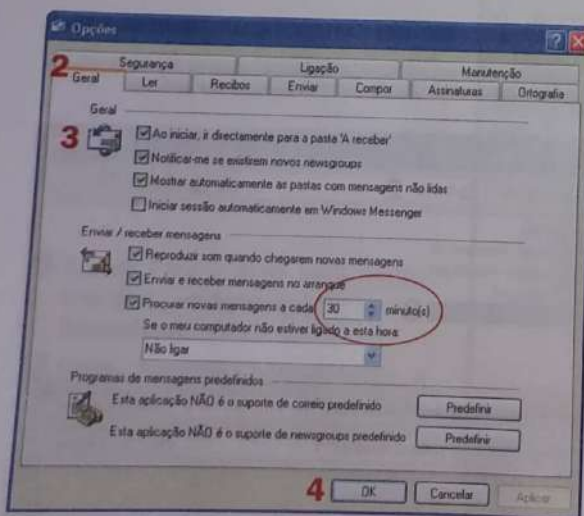 Opções
2
Segurança Ligação Manutenção
Geral Ler Recibos Enviar Compor Assinaturas Ortografia
Geral
3
Ao iniciar, ir directamente para a pasta 'A receber'
Notificar-me se existirem novos newsgroups
Mostrar automaticamente as pastas com mensagens não lidas
Iniciar sessão automaticamente em Windows Messenger
Enviar / receber mensagens
Reproduzir som quando chegarem novas mensagens
Enviar e receber mensagens no arranque
Procurar novas mensagens a cada 30 minuto(s)
Se o meu computador não estiver ligado a esta hora:
Não ligar
Programas de mensagens predefinidos
Esta aplicação NÃO é o suporte de correio predefinido Predefinir
Esta aplicação NÃO é o suporte de newsgroups predefinido Predefinir
4 OK Cancelar Aplicar